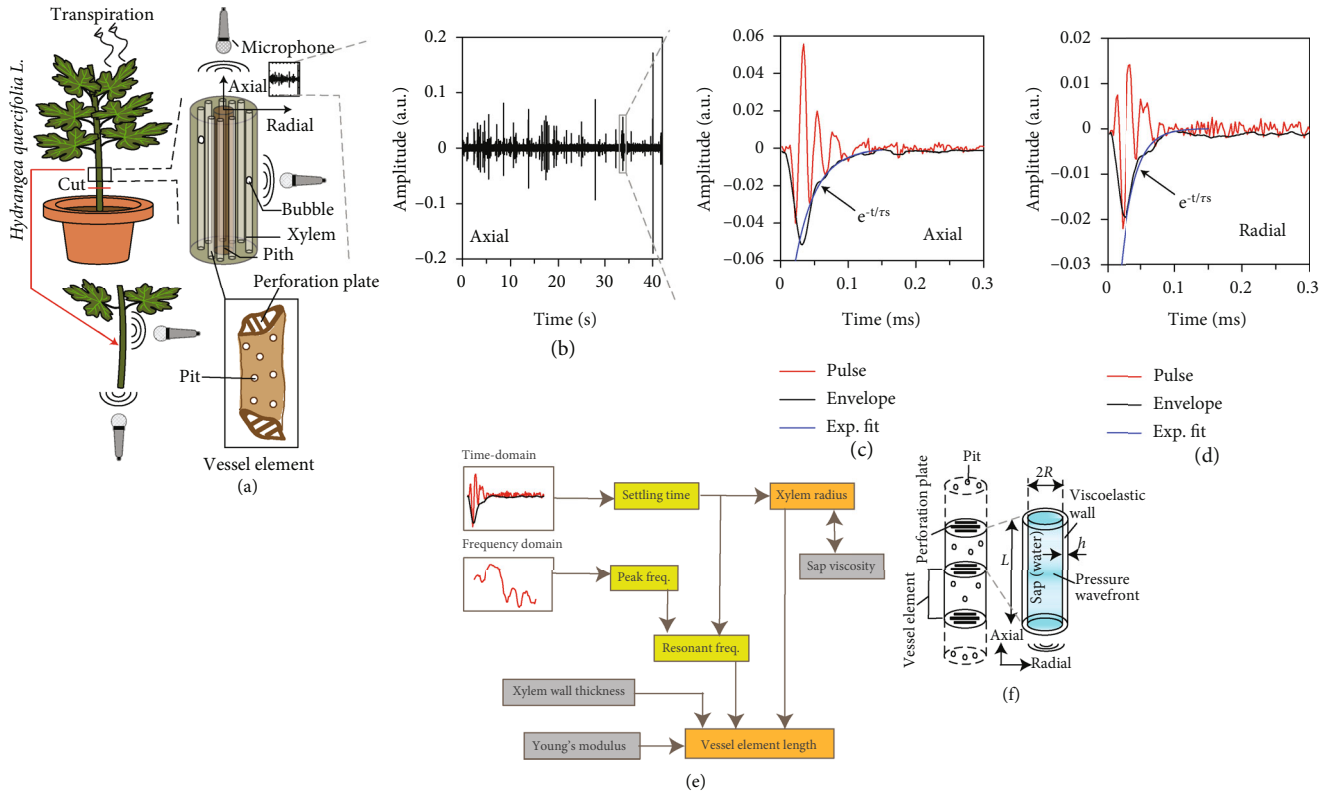 Transpiration
Hydrangea quercifolia L.
Cut
Microphone
Axial
Radial
Bubble
Xylem
Pith
Perforation plate
Pit
Vessel element
(a)
Amplitude (a.u.)
0.2
0.1
0
−0.1
−0.2
Axial
0 10 20 30 40
Time (s)
(b)
Amplitude (a.u.)
0.06
0.04
0.02
0
−0.02
−0.04
−0.06
e-t/τs
Axial
0 0.1 0.2 0.3
Time (ms)
Pulse
Envelope
Exp. fit
(c)
Amplitude (a.u.)
0.02
0.01
0
−0.01
−0.02
−0.03
e-t/τs
Radial
0 0.1 0.2 0.3
Time (ms)
Pulse
Envelope
Exp. fit
(d)
Time-domain
Settling time
Xylem radius
Sap viscosity
Frequency domain
Peak freq.
Resonant freq.
Xylem wall thickness
Young's modulus
Vessel element length
(e)
Pit
Perforation plate
Vessel element
2R
Viscoelastic
wall
L
h
Sap (water)
Pressure
wavefront
Axial
Radial
(f)